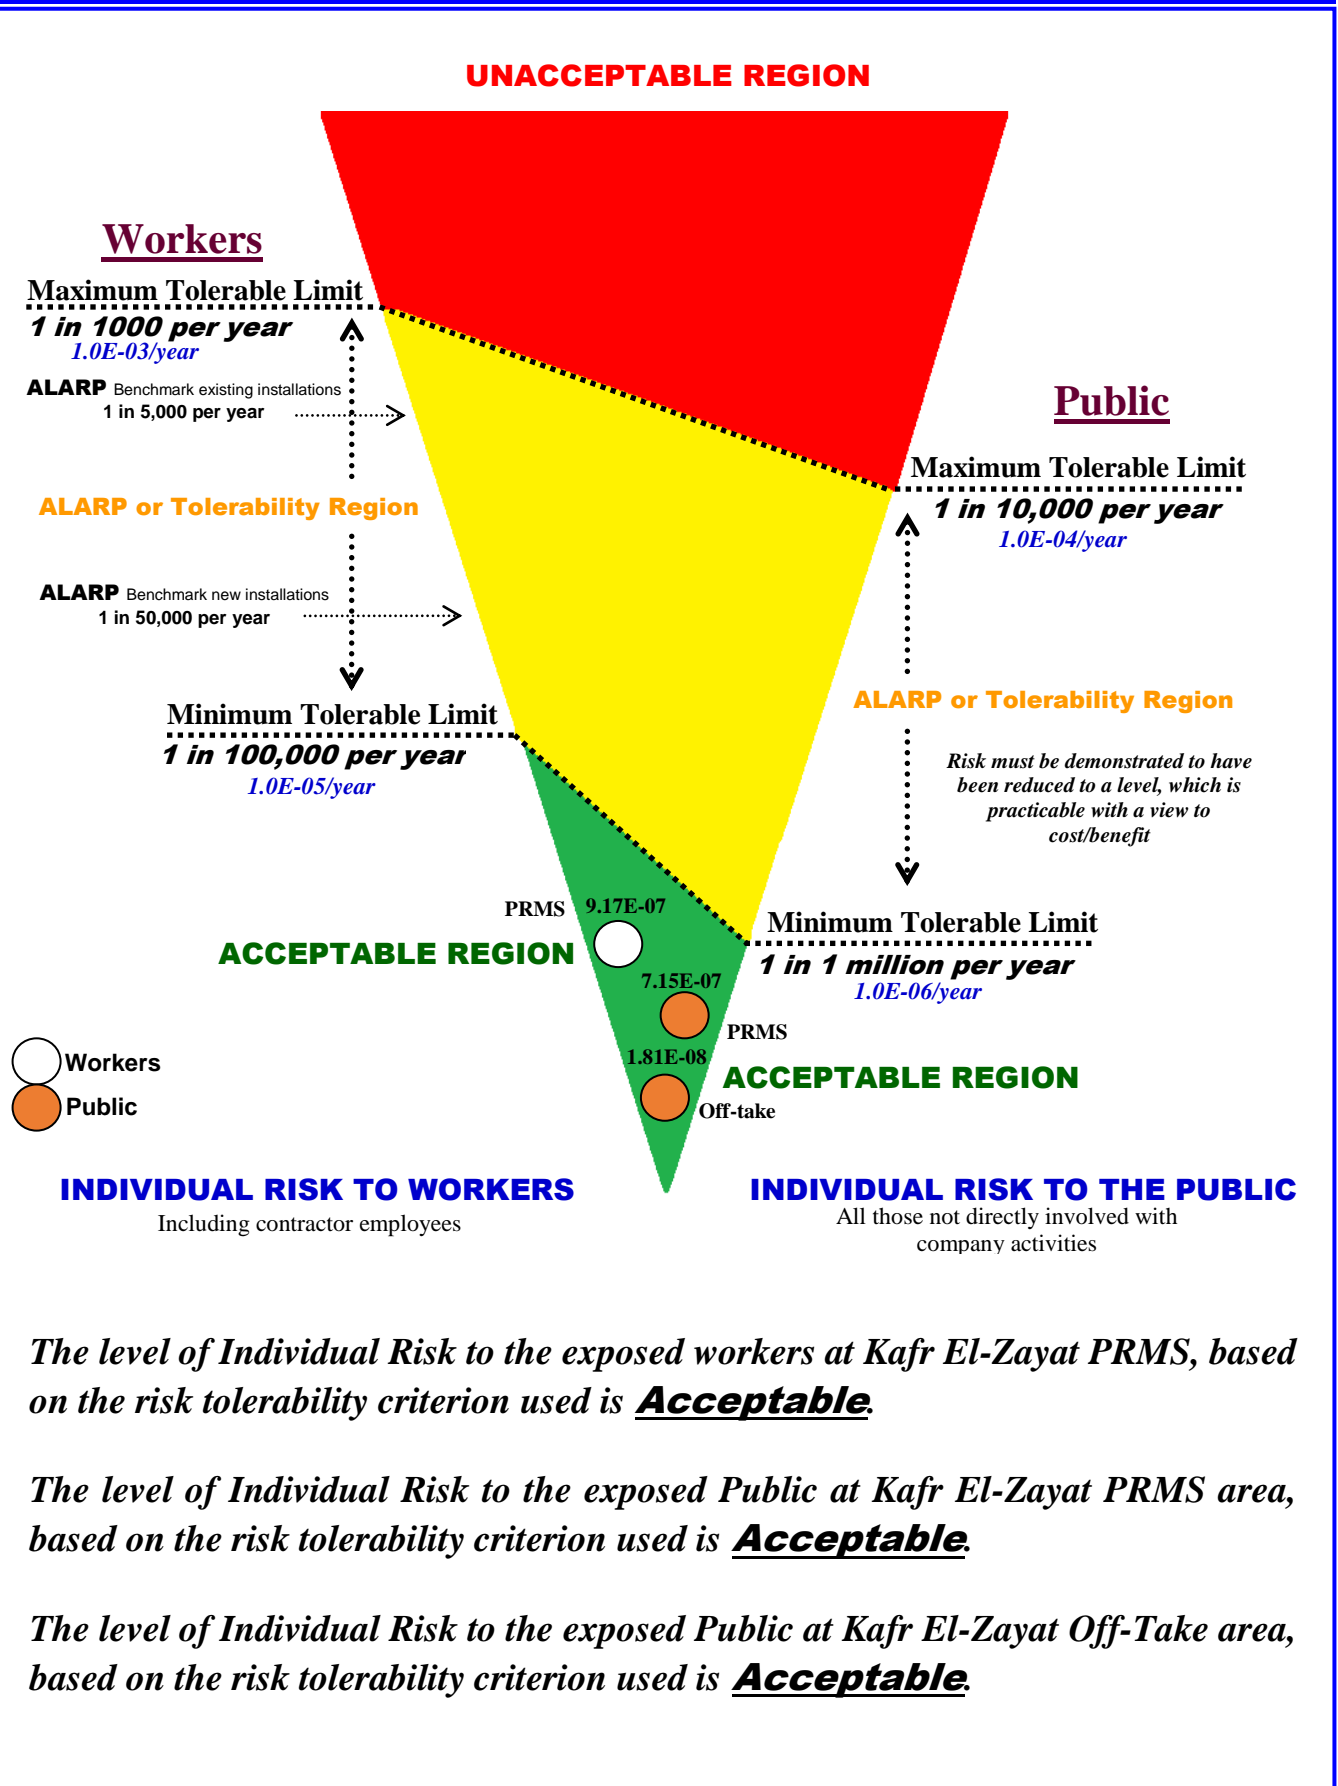 UNACCEPTABLE REGION
Workers
Maximum Tolerable Limit
1 in 1000 per year
1.0E-03/year
ALARP Benchmark existing installations
1 in 5,000 per year
ALARP or Tolerability Region
ALARP Benchmark new installations
1 in 50,000 per year
Minimum Tolerable Limit
1 in 100,000 per year
1.0E-05/year
Public
Maximum Tolerable Limit
1 in 10,000 per year
1.0E-04/year
ALARP or Tolerability Region
Risk must be demonstrated to have
been reduced to a level, which is
practicable with a view to
cost/benefit
Minimum Tolerable Limit
1 in 1 million per year
1.0E-06/year
PRMS 9.17E-07
ACCEPTABLE REGION
7.15E-07
PRMS
1.81E-08
ACCEPTABLE REGION
Off-take
Workers
Public
INDIVIDUAL RISK TO WORKERS
Including contractor employees
INDIVIDUAL RISK TO THE PUBLIC
All those not directly involved with
company activities
The level of Individual Risk to the exposed workers at Kafr El-Zayat PRMS, based
on the risk tolerability criterion used is Acceptable.
The level of Individual Risk to the exposed Public at Kafr El-Zayat PRMS area,
based on the risk tolerability criterion used is Acceptable.
The level of Individual Risk to the exposed Public at Kafr El-Zayat Off-Take area,
based on the risk tolerability criterion used is Acceptable.